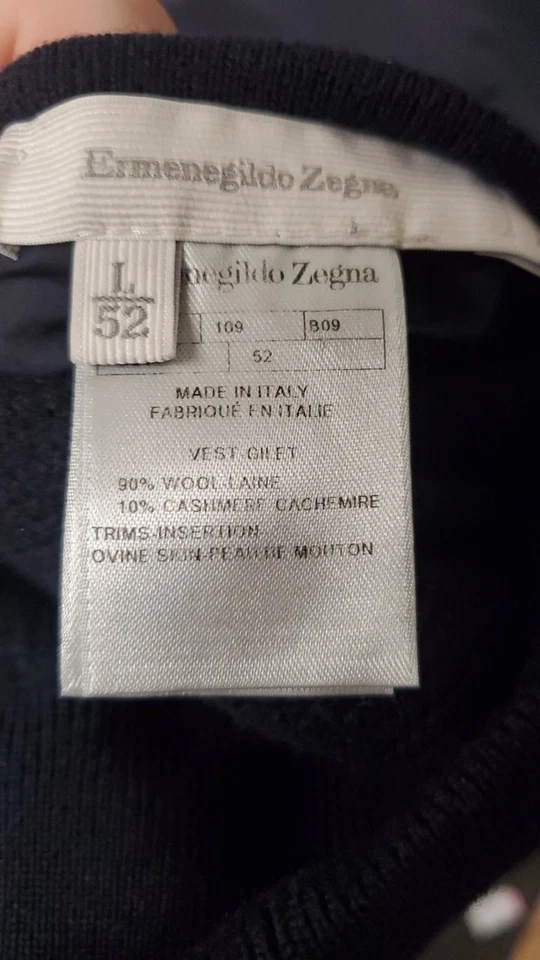 Ermenegildo Zegna
L
52
negildo Zegna
109 B09
52
MADE IN ITALY
FABRIQUÉ EN ITALIE
VEST GILET
90% WOOL-LAINE
10% CASHMERE CACHEMIRE
TRIMS-INSERTION
OVINE SKIN-PEAU DE MOUTON